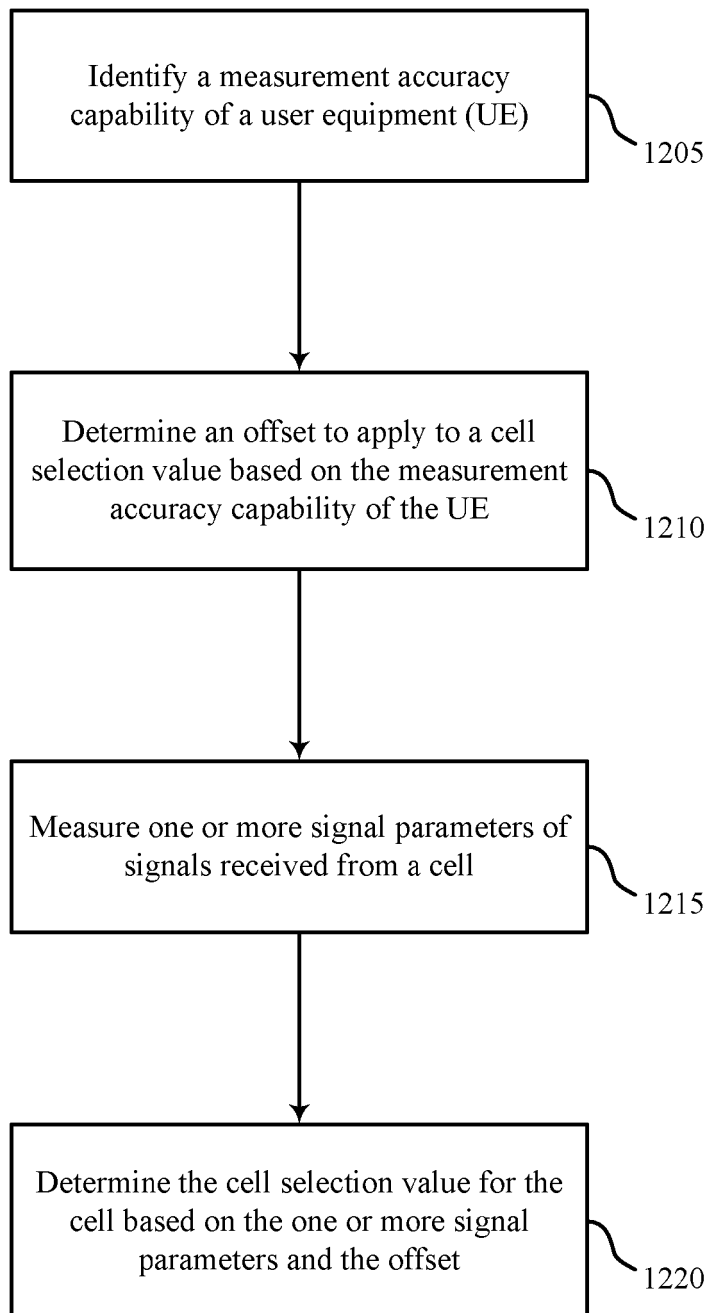 Identify a measurement accuracy
capability of a user equipment (UE)
1205
Determine an offset to apply to a cell
selection value based on the measurement
accuracy capability of the UE
1210
Measure one or more signal parameters of
signals received from a cell
1215
Determine the cell selection value for the
cell based on the one or more signal
parameters and the offset
1220